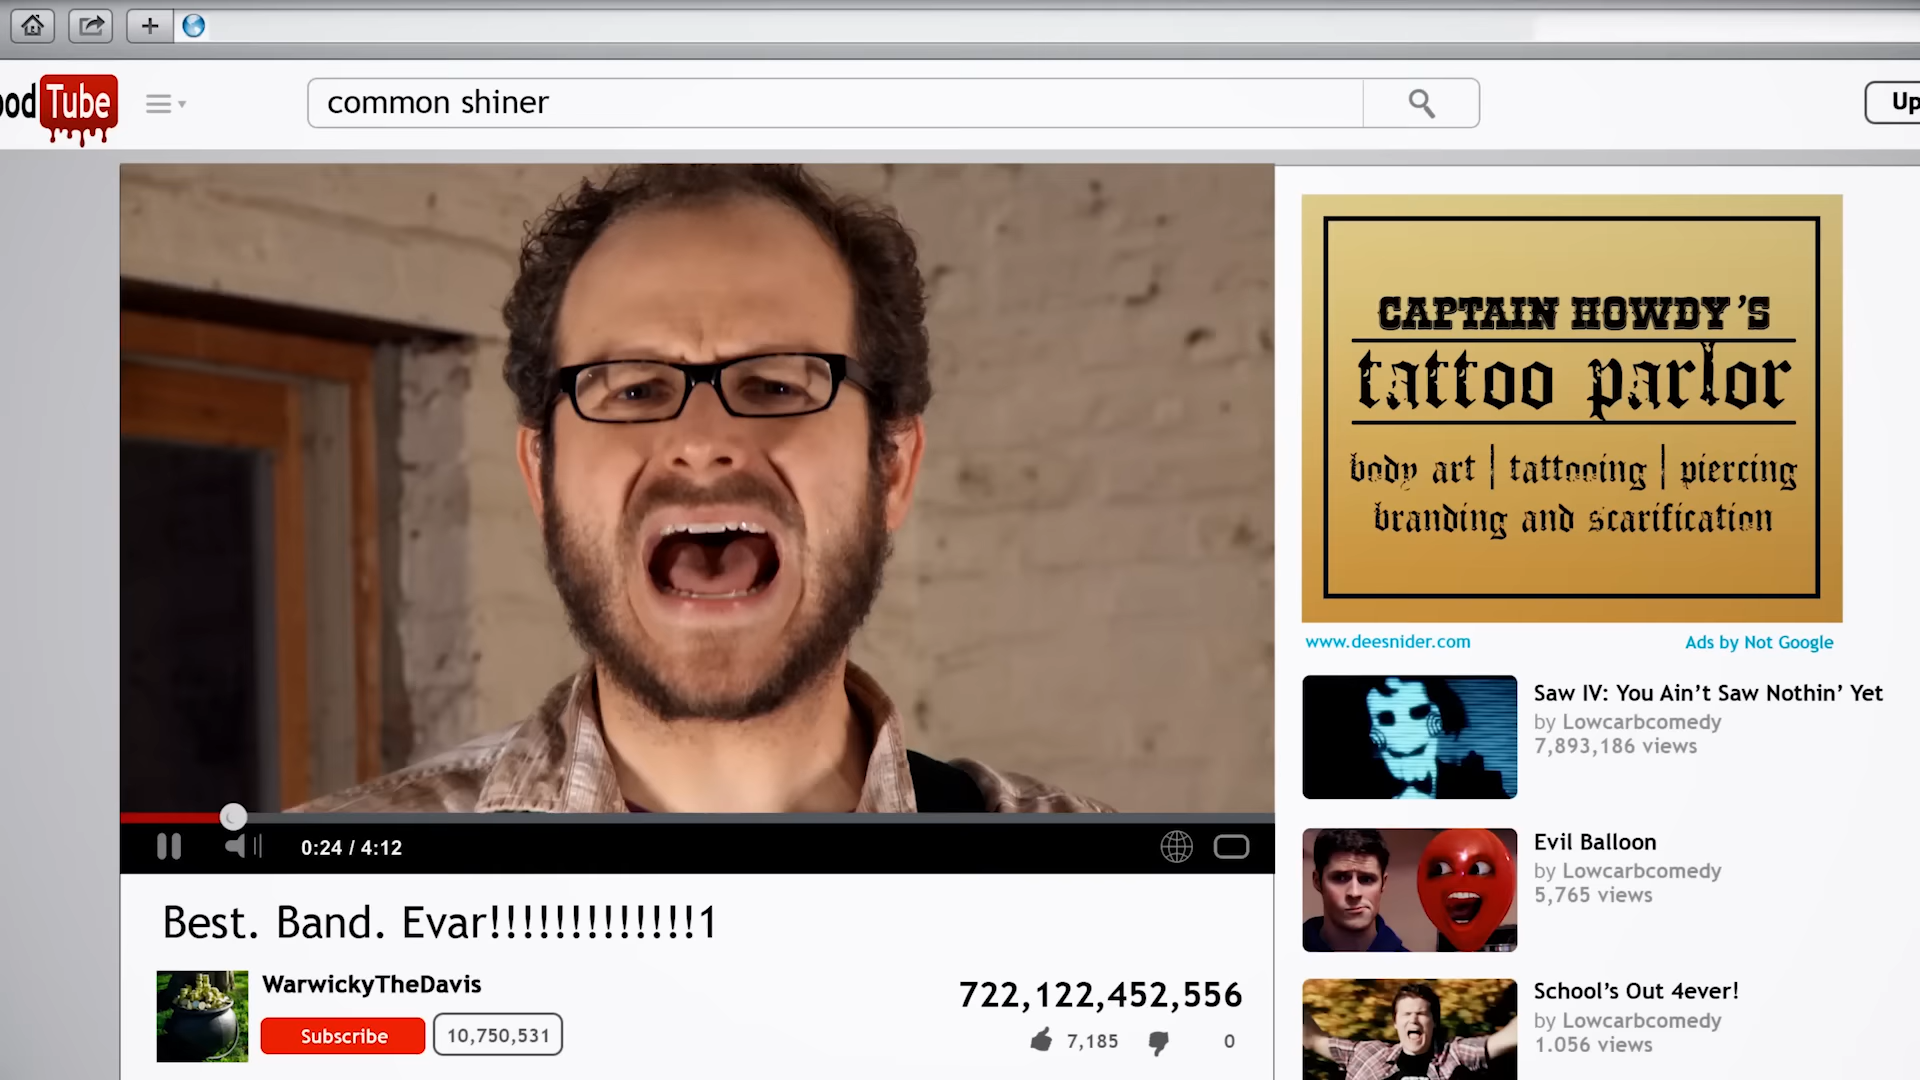 ood Tube
common shiner
Up
CAPTAIN HOWDY'S
tattoo parlor
body art | tattooing | piercing
branding and scarification
www.deesnider.com
Ads by Not Google
Saw IV: You Ain't Saw Nothin' Yet
by Lowcarbcomedy
7,893,186 views
Evil Balloon
by Lowcarbcomedy
5,765 views
School's Out 4ever!
by Lowcarbcomedy
1.056 views
0:24 / 4:12
Best. Band. Evar!!!!!!!!!!!!!1
WarwickyTheDavis
Subscribe
10,750,531
722,122,452,556
7,185
0